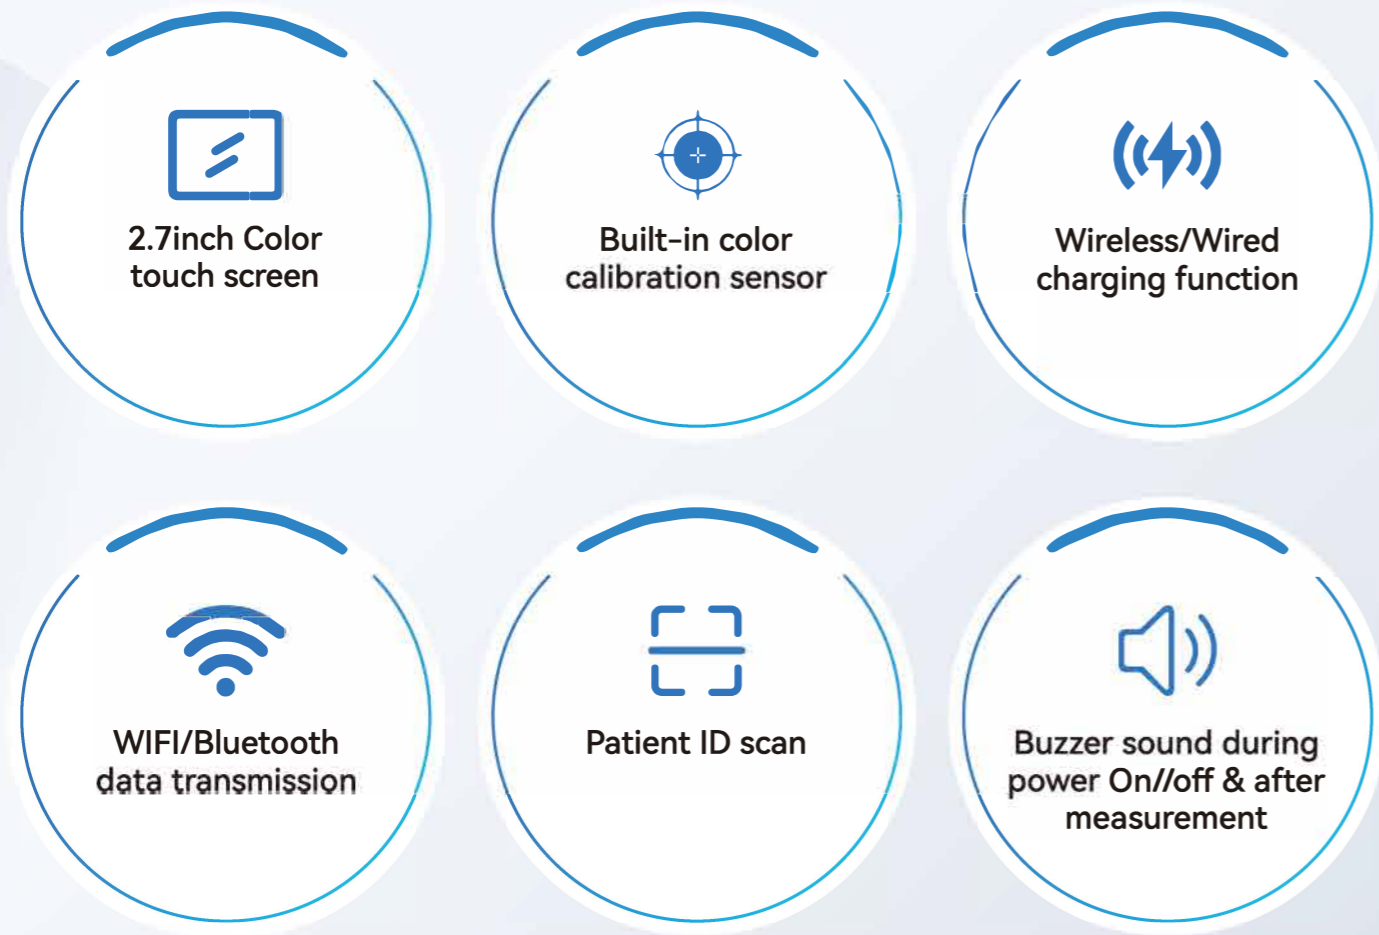 2.7inch Color
touch screen
Built-in color
calibration sensor
Wireless/Wired
charging function
WIFI/Bluetooth
data transmission
Patient ID scan
Buzzer sound during
power On//off & after
measurement